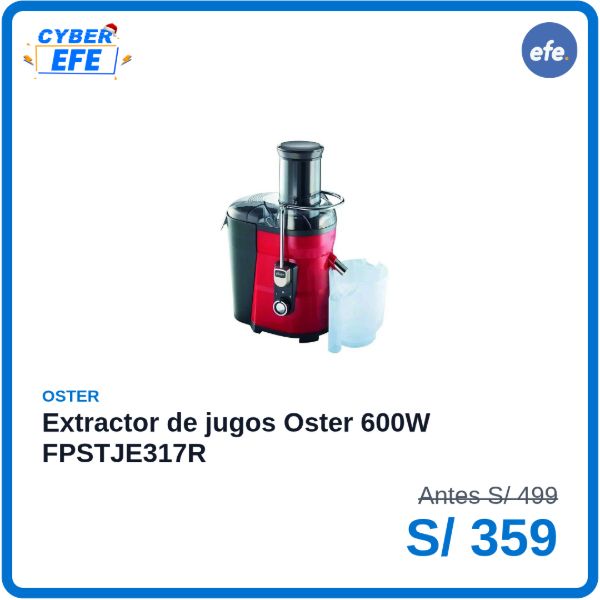 CYBER
EFE
efe.
OSTER
Extractor de jugos Oster 600W
FPSTJE317R
Antes S/ 499
S/ 359